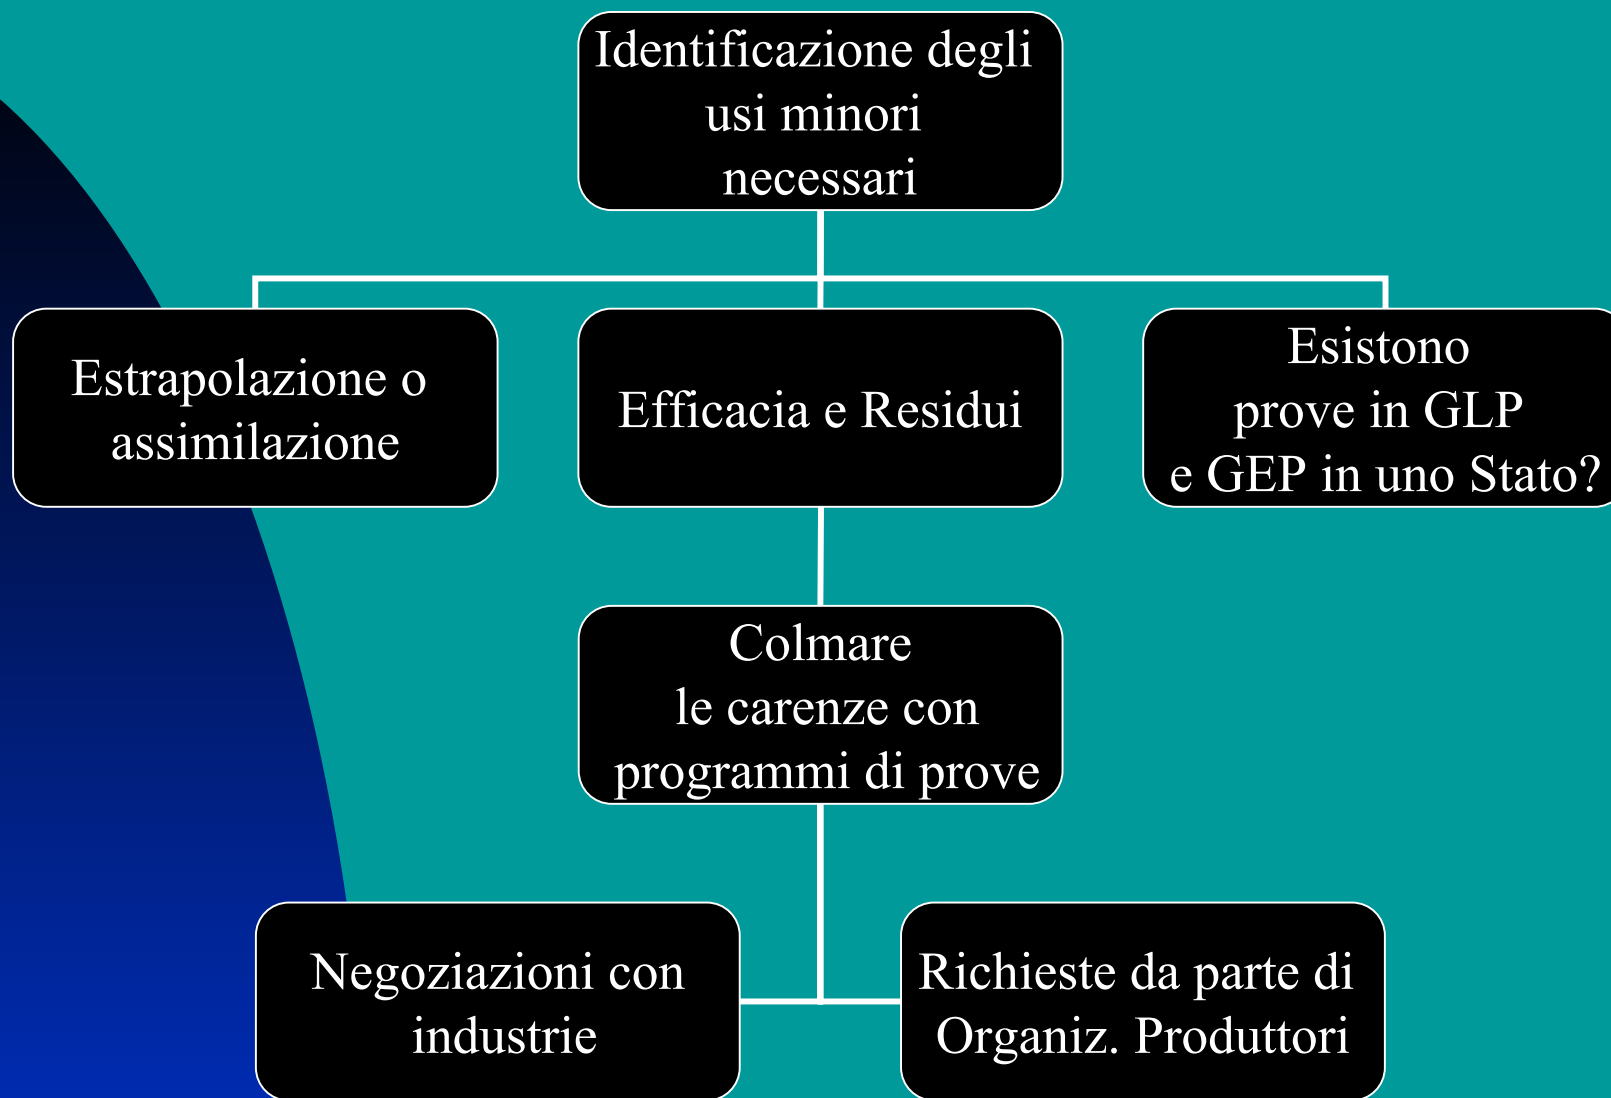 Identificazione degli
usi minori
necessari
Estrapolazione o
assimilazione
Efficacia e Residui
Esistono
prove in GLP
e GEP in uno Stato?
Colmare
le carenze con
programmi di prove
Negoziazioni con
industrie
Richieste da parte di
Organiz. Produttori